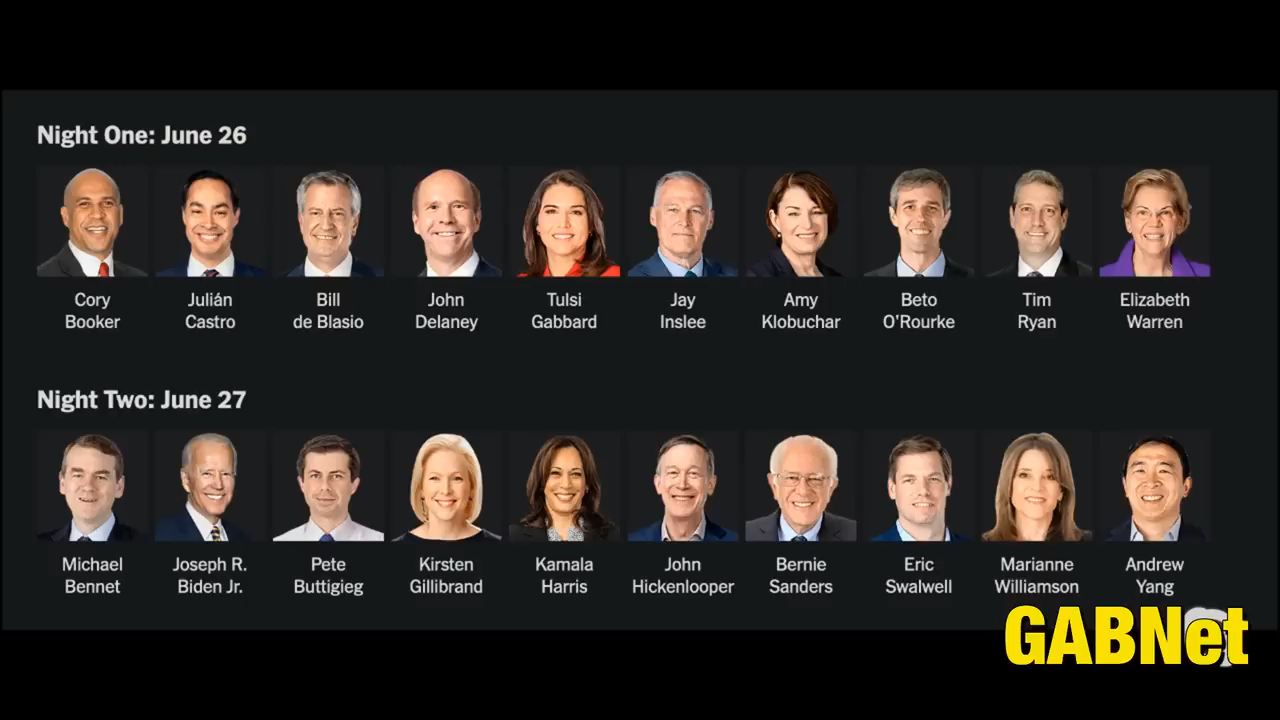 Night One: June 26
Cory Booker
Julián Castro
Bill de Blasio
John Delaney
Tulsi Gabbard
Jay Inslee
Amy Klobuchar
Beto O'Rourke
Tim Ryan
Elizabeth Warren
Night Two: June 27
Michael Bennet
Joseph R. Biden Jr.
Pete Buttigieg
Kirsten Gillibrand
Kamala Harris
John Hickenlooper
Bernie Sanders
Eric Swalwell
Marianne Williamson
Andrew Yang
GABNet